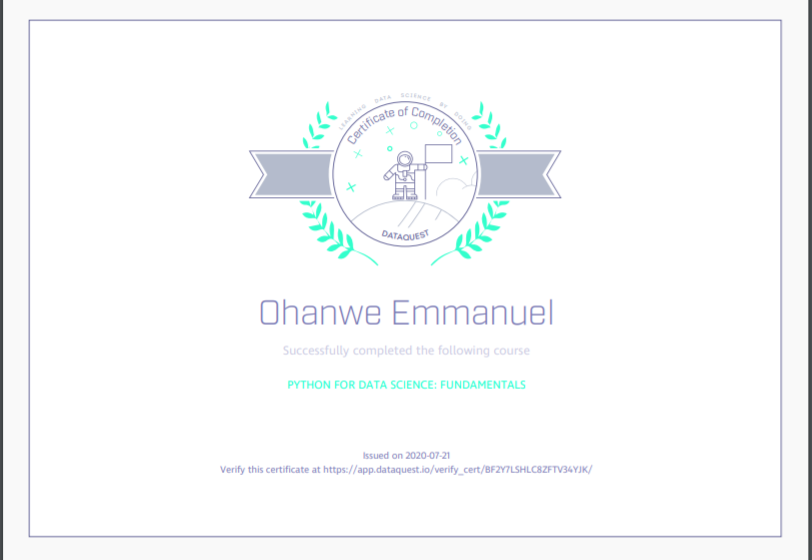 LEARNING DATA SCIENCE BY DOING
Certificate of Completion
DATAQUEST
Ohanwe Emmanuel
Successfully completed the following course
PYTHON FOR DATA SCIENCE: FUNDAMENTALS
Issued on 2020-07-21
Verify this certificate at https://app.dataquest.io/verify_cert/BF2Y7LSHLC8ZFTV34YJK/